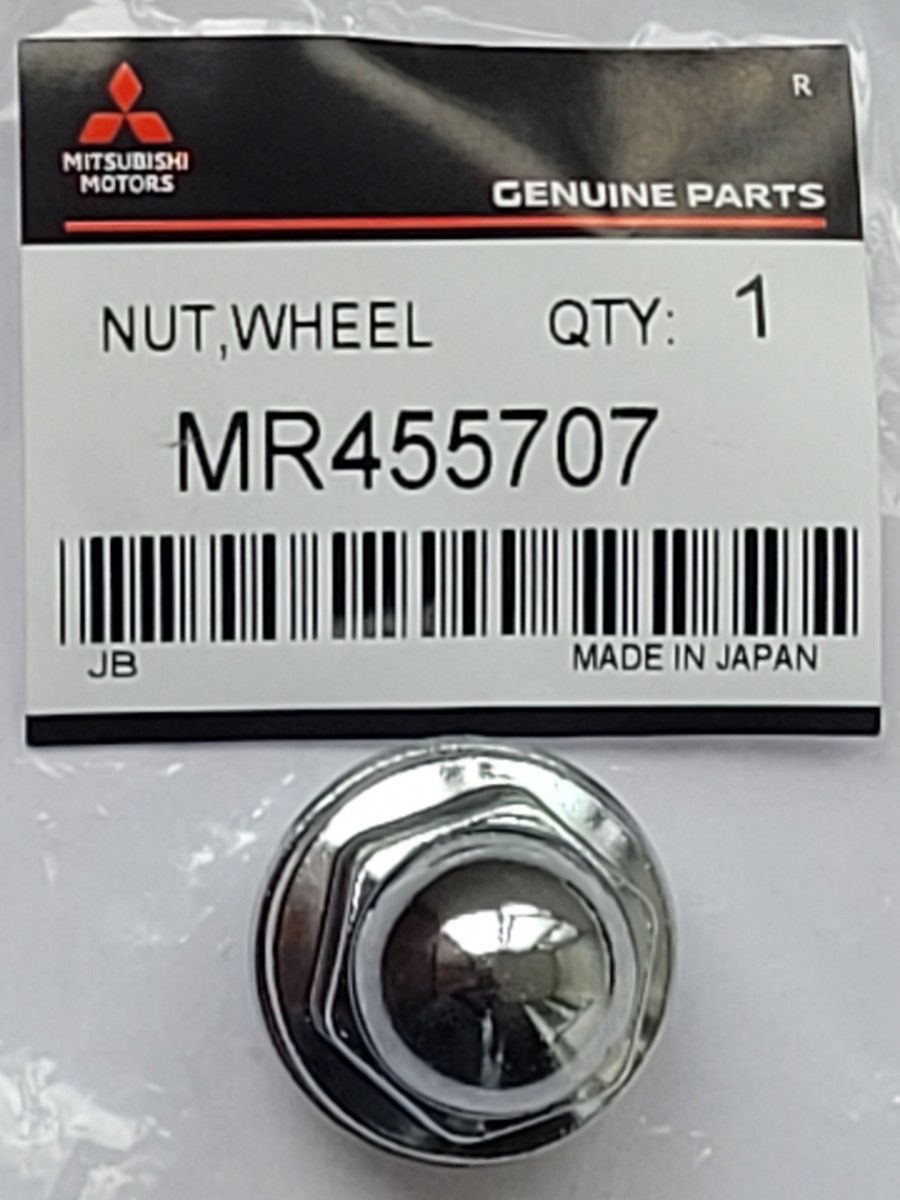 R
MITSUBISHI
MOTORS
GENUINE PARTS
NUT,WHEEL QTY: 1
MR455707
JB MADE IN JAPAN